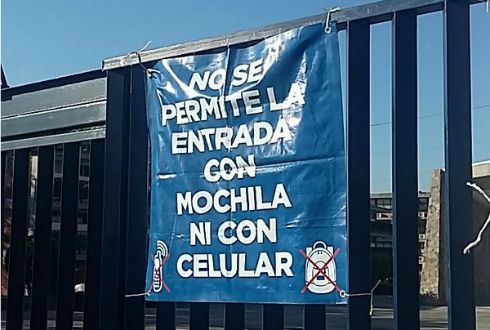 NO SE
PERMITE LA
ENTRADA
CON
MOCHILA
NI CON
CELULAR